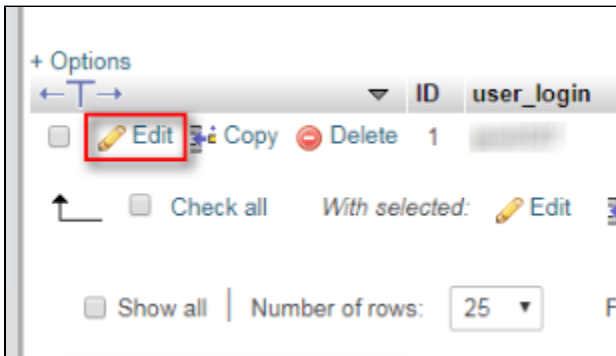 + Options
ID user_login
Edit Copy Delete 1
Check all With selected: Edit
Show all Number of rows: 25